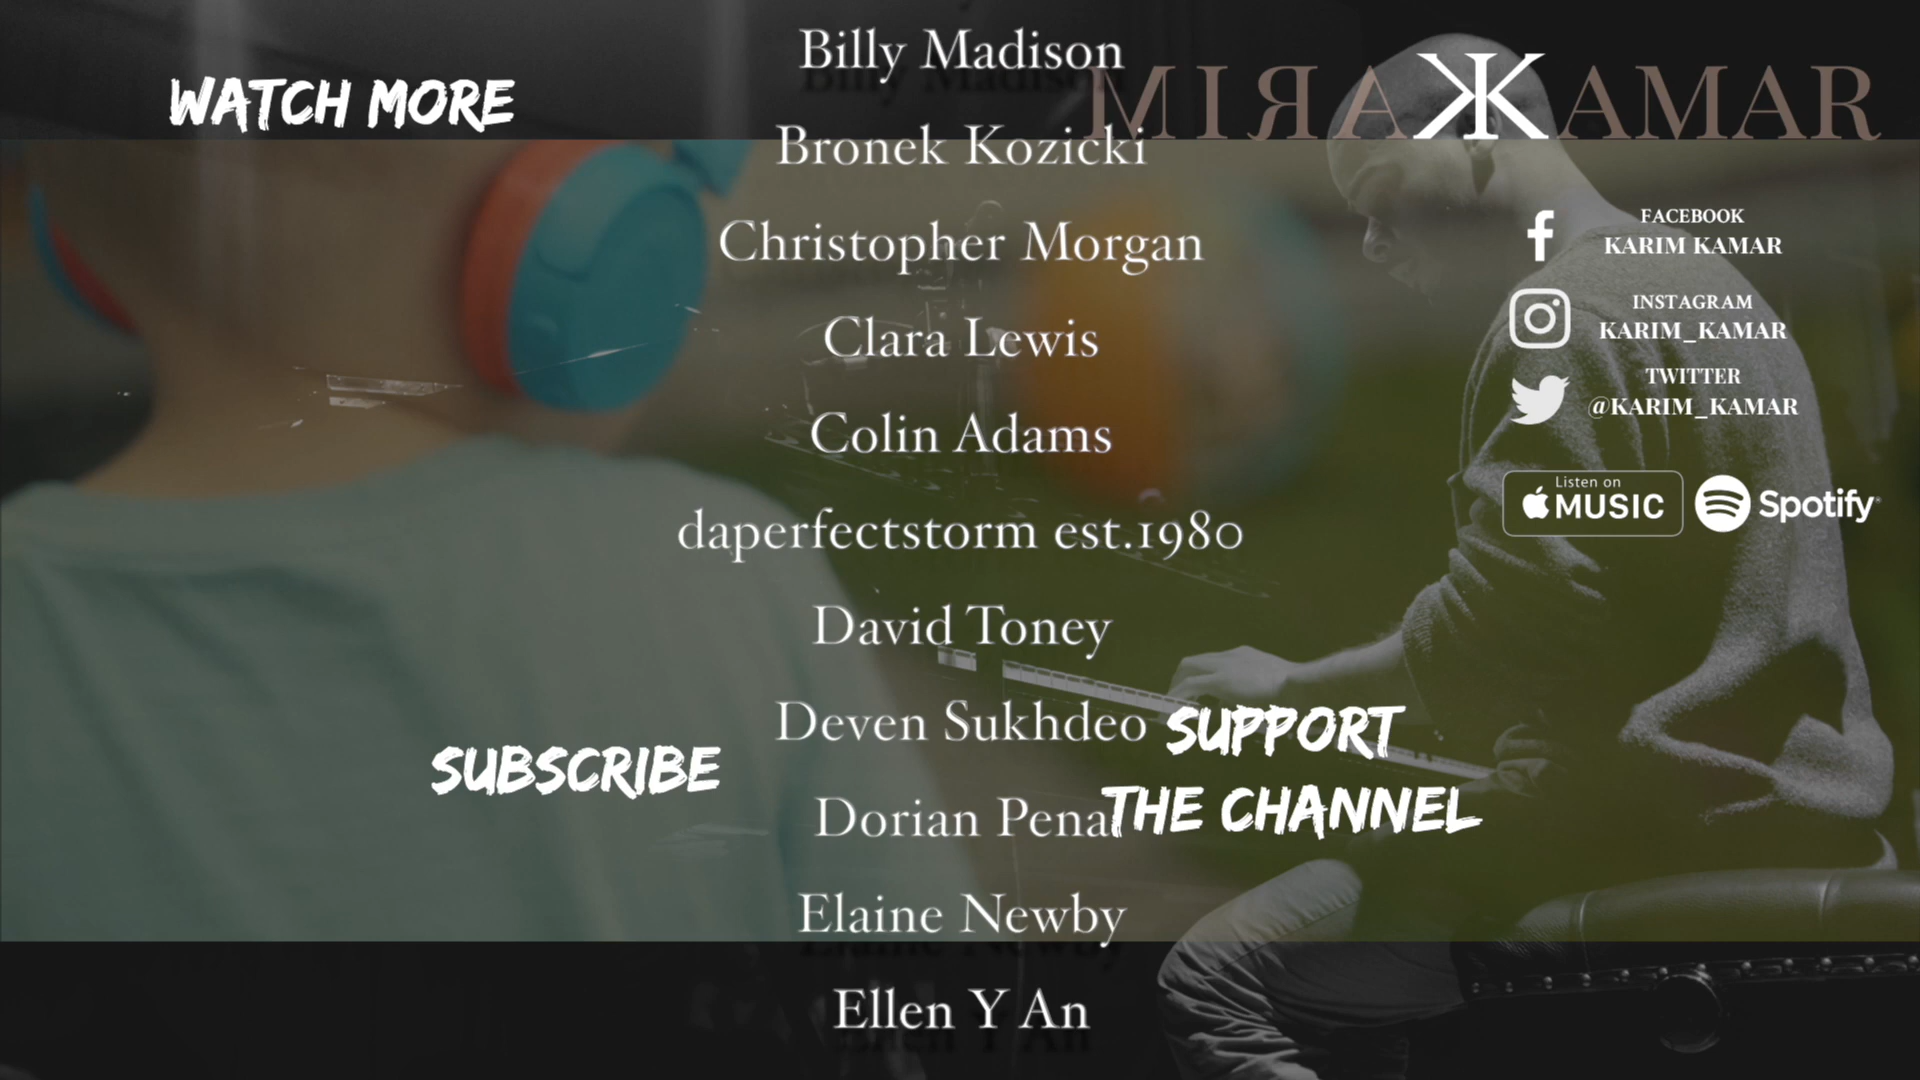 WATCH MORE
Billy Madison
Bronek Kozicki
Christopher Morgan
Clara Lewis
Colin Adams
daperfectstorm est.1980
David Toney
Deven Sukhdeo
Dorian Pena
Elaine Newby
Ellen Y An
SUBSCRIBE
SUPPORT
THE CHANNEL
MIRAK KAMAR
FACEBOOK
KARIM KAMAR
INSTAGRAM
KARIM_KAMAR
TWITTER
@KARIM_KAMAR
Listen on
MUSIC
Spotify